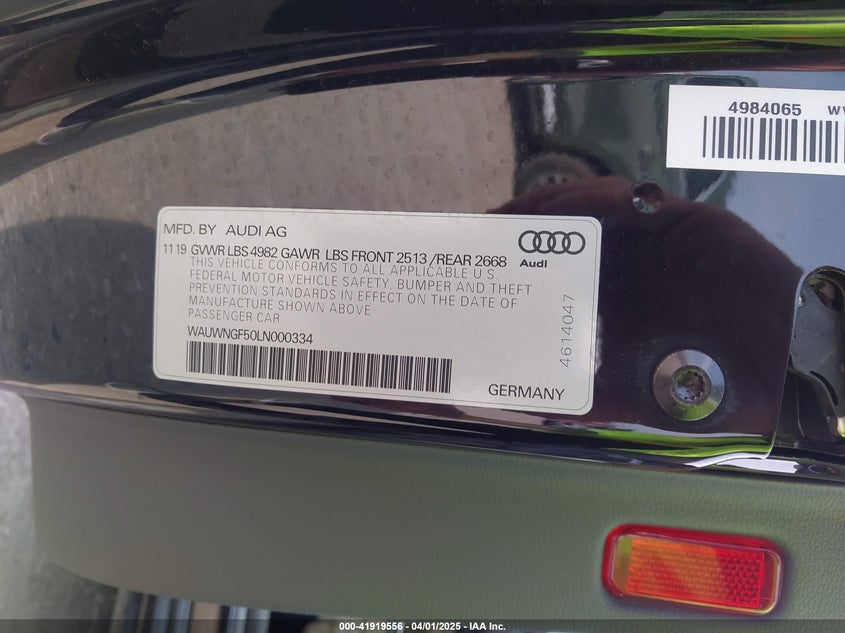 4984065
MFD. BY AUDI AG
11 19 GVWR LBS 4982 GAWR LBS FRONT 2513 /REAR 2668
THIS VEHICLE CONFORMS TO ALL APPLICABLE U.S.
FEDERAL MOTOR VEHICLE SAFETY, BUMPER AND THEFT
PREVENTION STANDARDS IN EFFECT ON THE DATE OF
MANUFACTURE SHOWN ABOVE
PASSENGER CAR
WAUWNGF50LN000334
Audi
4614047
GERMANY
000-41919556 - 04/01/2025 - IAA Inc.